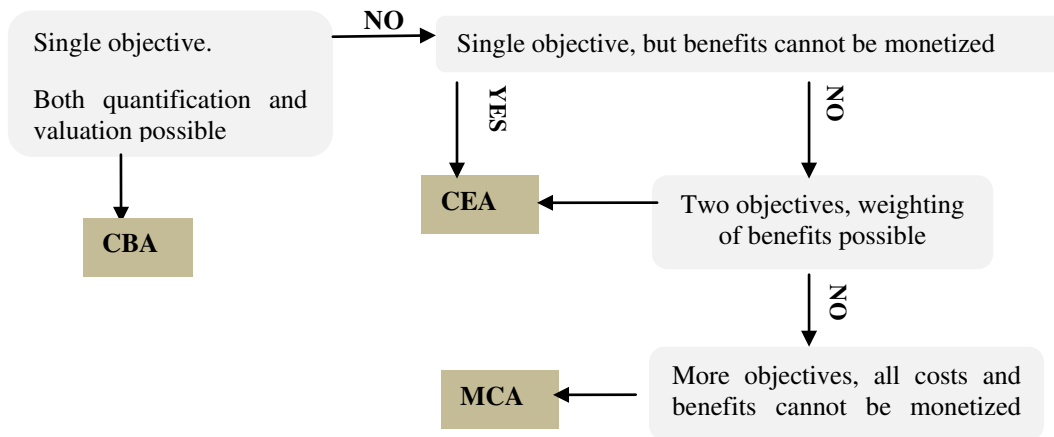 Single objective.
Both quantification and
valuation possible
NO
Single objective, but benefits cannot be monetized
YES
NO
CBA
CEA
Two objectives, weighting
of benefits possible
NO
MCA
More objectives, all costs and
benefits cannot be monetized